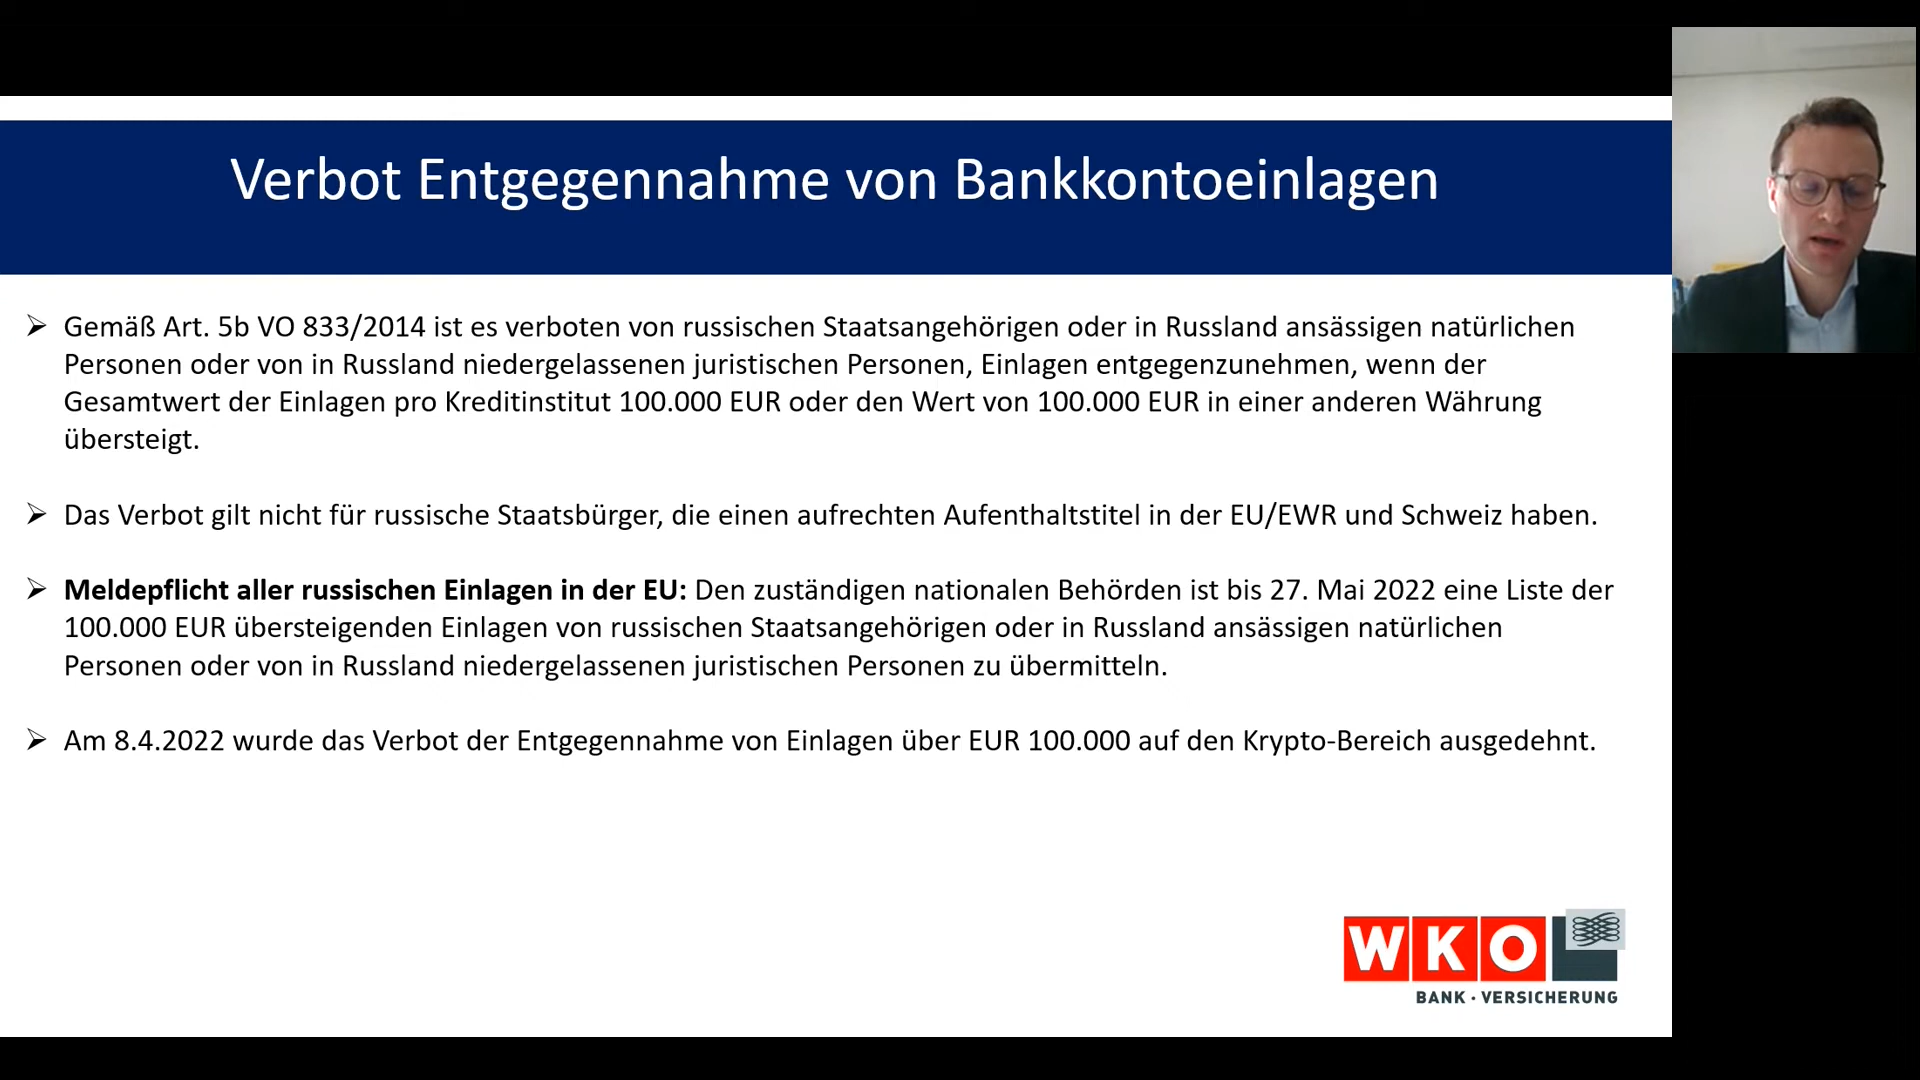 Verbot Entgegennahme von Bankkontoeinlagen
➢ Gemäß Art. 5b VO 833/2014 ist es verboten von russischen Staatsangehörigen oder in Russland ansässigen natürlichen
Personen oder von in Russland niedergelassenen juristischen Personen, Einlagen entgegenzunehmen, wenn der
Gesamtwert der Einlagen pro Kreditinstitut 100.000 EUR oder den Wert von 100.000 EUR in einer anderen Währung
übersteigt.
➢ Das Verbot gilt nicht für russische Staatsbürger, die einen aufrechten Aufenthaltstitel in der EU/EWR und Schweiz haben.
➢ Meldepflicht aller russischen Einlagen in der EU: Den zuständigen nationalen Behörden ist bis 27. Mai 2022 eine Liste der
100.000 EUR übersteigenden Einlagen von russischen Staatsangehörigen oder in Russland ansässigen natürlichen
Personen oder von in Russland niedergelassenen juristischen Personen zu übermitteln.
➢ Am 8.4.2022 wurde das Verbot der Entgegennahme von Einlagen über EUR 100.000 auf den Krypto-Bereich ausgedehnt.
WKO
BANK · VERSICHERUNG